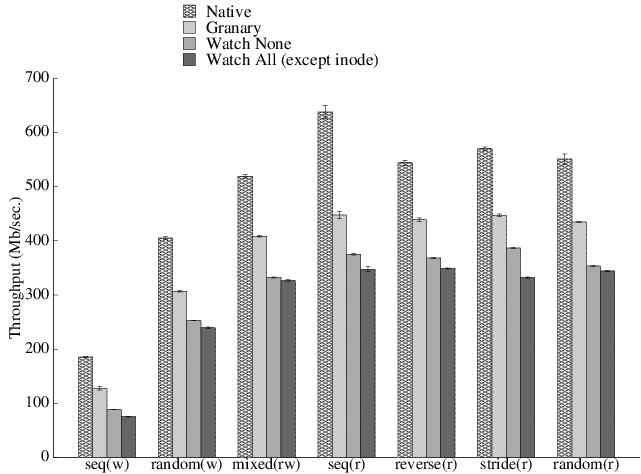 Native
Granary
Watch None
Watch All (except inode)
700
600
500
400
300
200
100
0
Throughput (Mb/sec.)
seq(w) random(w) mixed(rw) seq(r) reverse(r) stride(r) random(r)